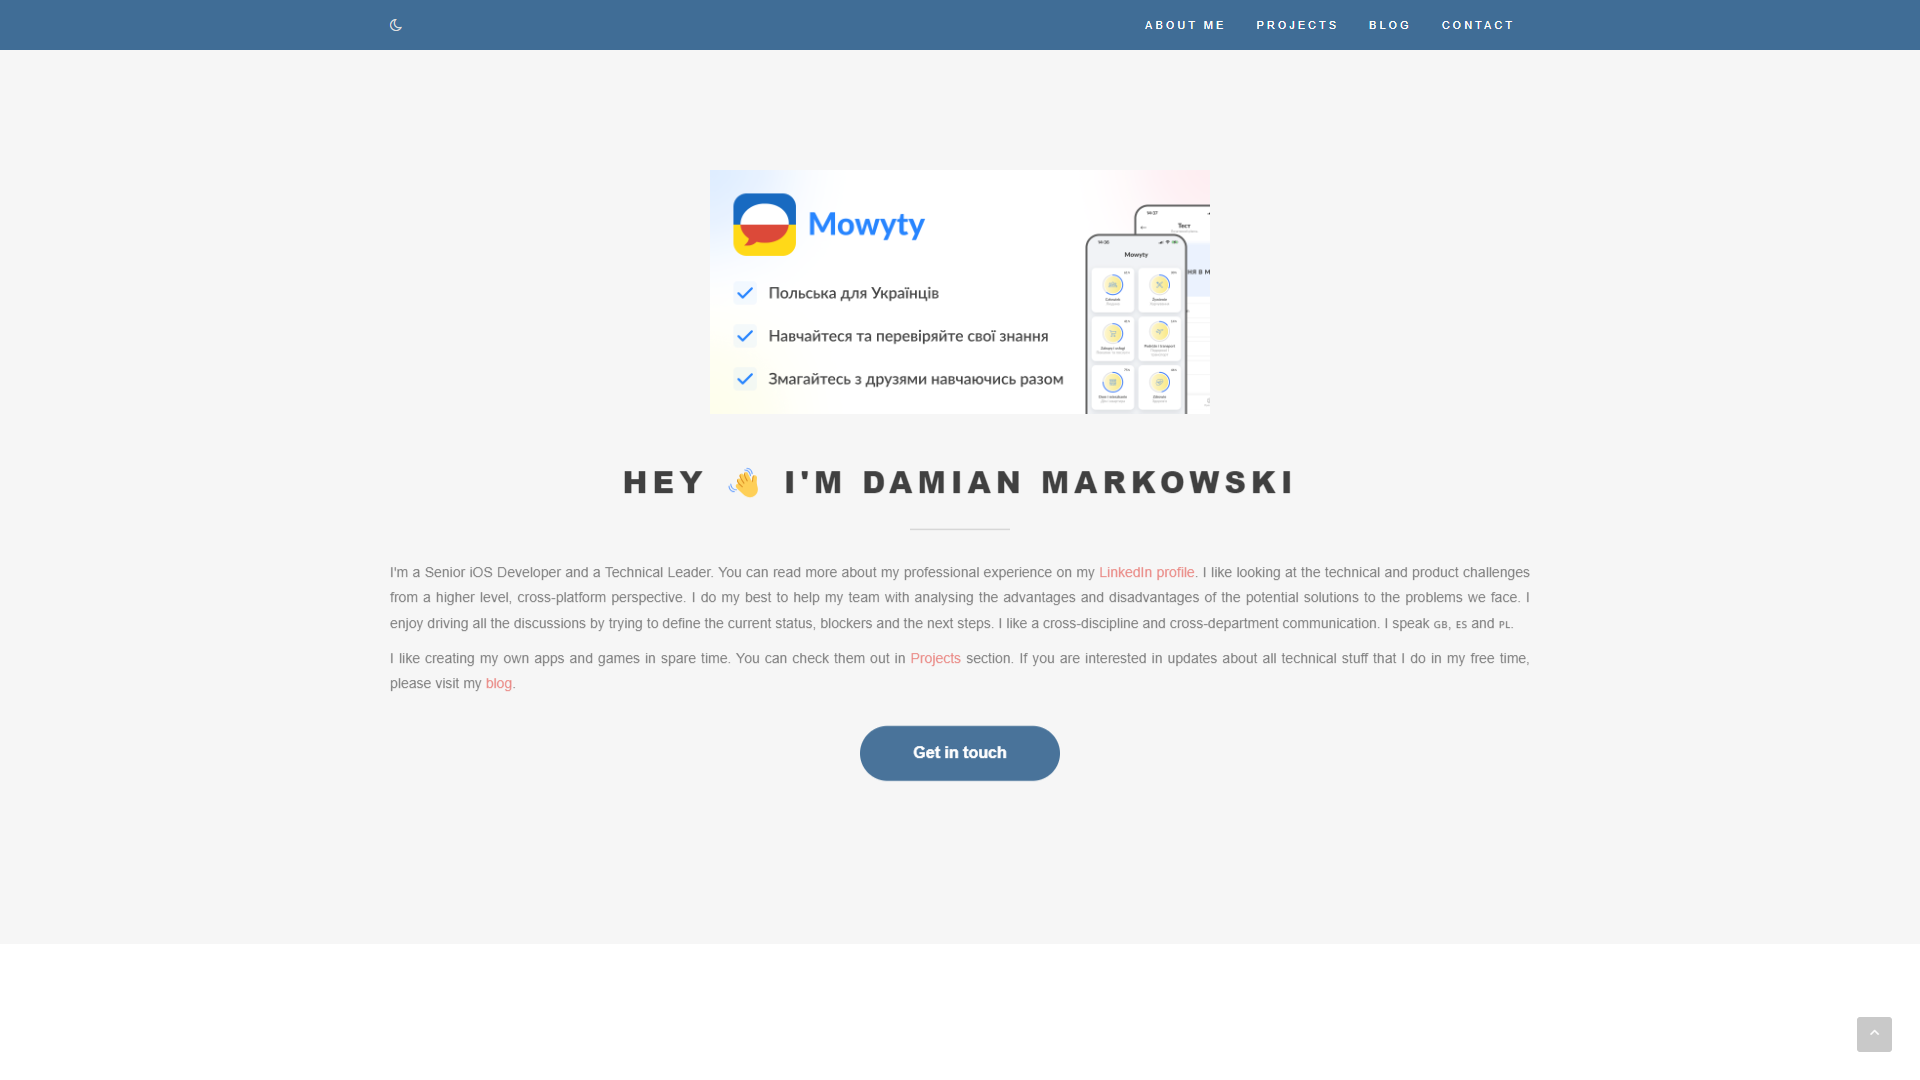 ABOUT ME PROJECTS BLOG CONTACT
Mowyty
Польська для Українців
Навчайтеся та перевіряйте свої знання
Змагайтесь з друзями навчаючись разом
14:37
Тест
Mowyty
HEY 👋 I'M DAMIAN MARKOWSKI
I'm a Senior iOS Developer and a Technical Leader. You can read more about my professional experience on my LinkedIn profile. I like looking at the technical and product challenges
from a higher level, cross-platform perspective. I do my best to help my team with analysing the advantages and disadvantages of the potential solutions to the problems we face. I
enjoy driving all the discussions by trying to define the current status, blockers and the next steps. I like a cross-discipline and cross-department communication. I speak GB, ES and PL.
I like creating my own apps and games in spare time. You can check them out in Projects section. If you are interested in updates about all technical stuff that I do in my free time,
please visit my blog.
Get in touch